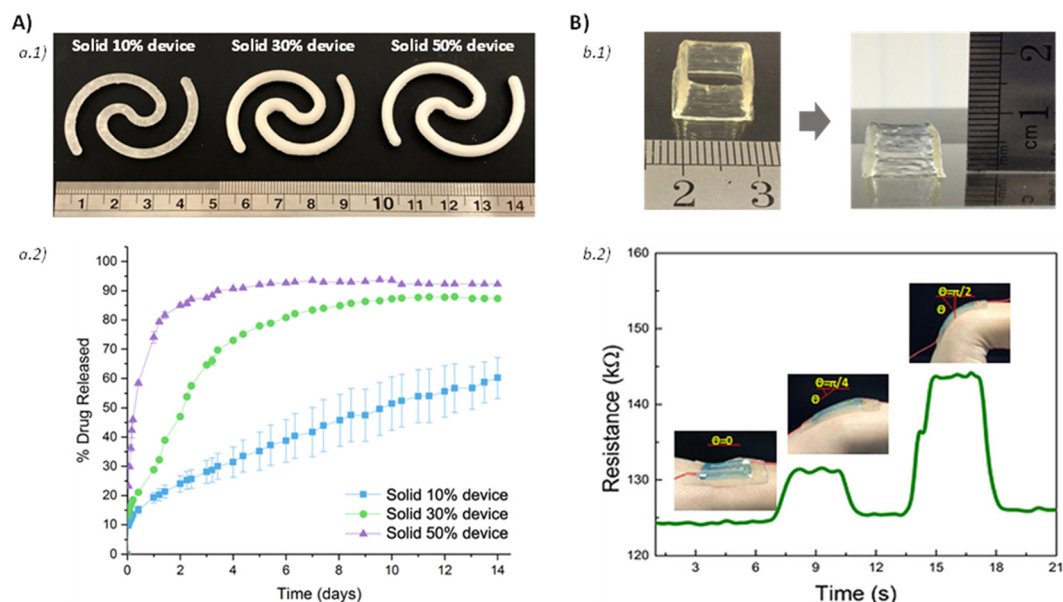 A)
a.1)
Solid 10% device Solid 30% device Solid 50% device
1 2 3 4 5 6 7 8 9 10 11 12 13 14
B)
b.1)
2 3
2
1
cm
mm
a.2)
% Drug Released
100
90
80
70
60
50
40
30
20
10
0
Solid 10% device
Solid 30% device
Solid 50% device
0 2 4 6 8 10 12 14
Time (days)
b.2)
Resistance (kΩ)
160
150
140
130
120
Θ=0
Θ=π/4
Θ
Θ=π/2
Θ
3 6 9 12 15 18 21
Time (s)